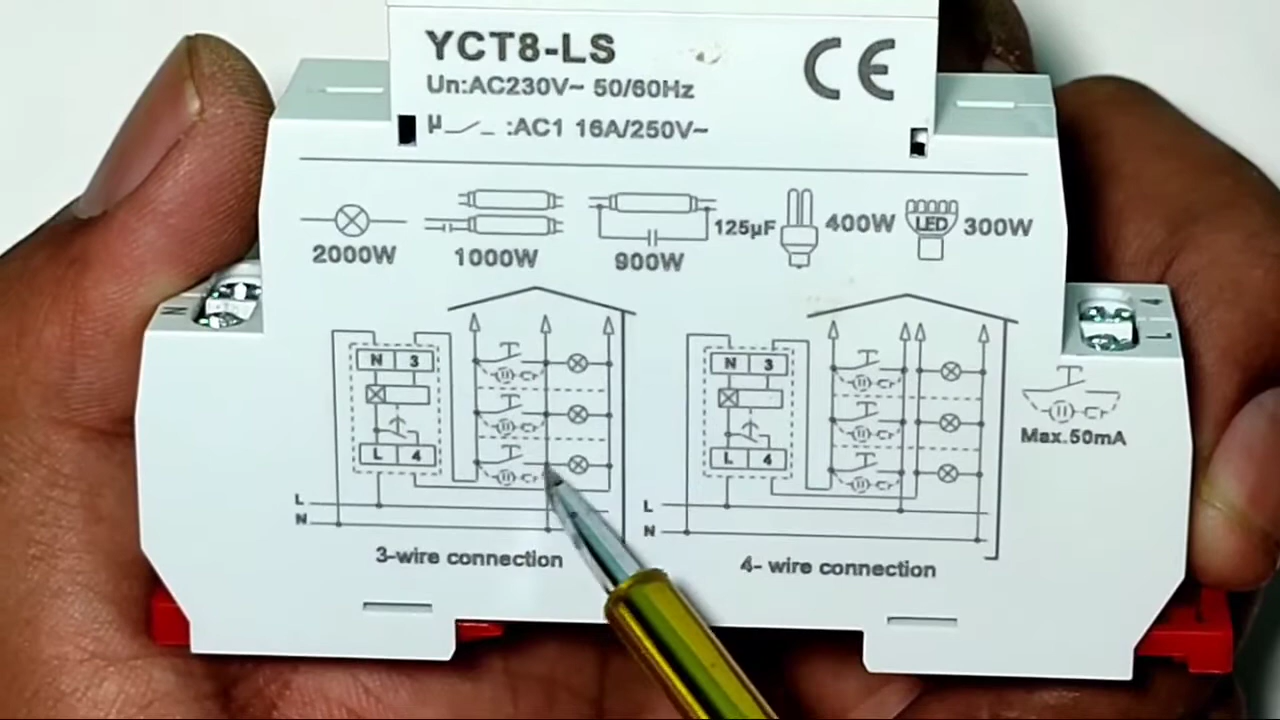 YCT8-LS
CE
Un:AC230V~ 50/60Hz
µ :AC1 16A/250V~
2000W
1000W
900W
125µF
400W
LED
300W
N
4
L
N 3
L 4
L
N
3-wire connection
N 3
L 4
L
N
4- wire connection
Max.50mA